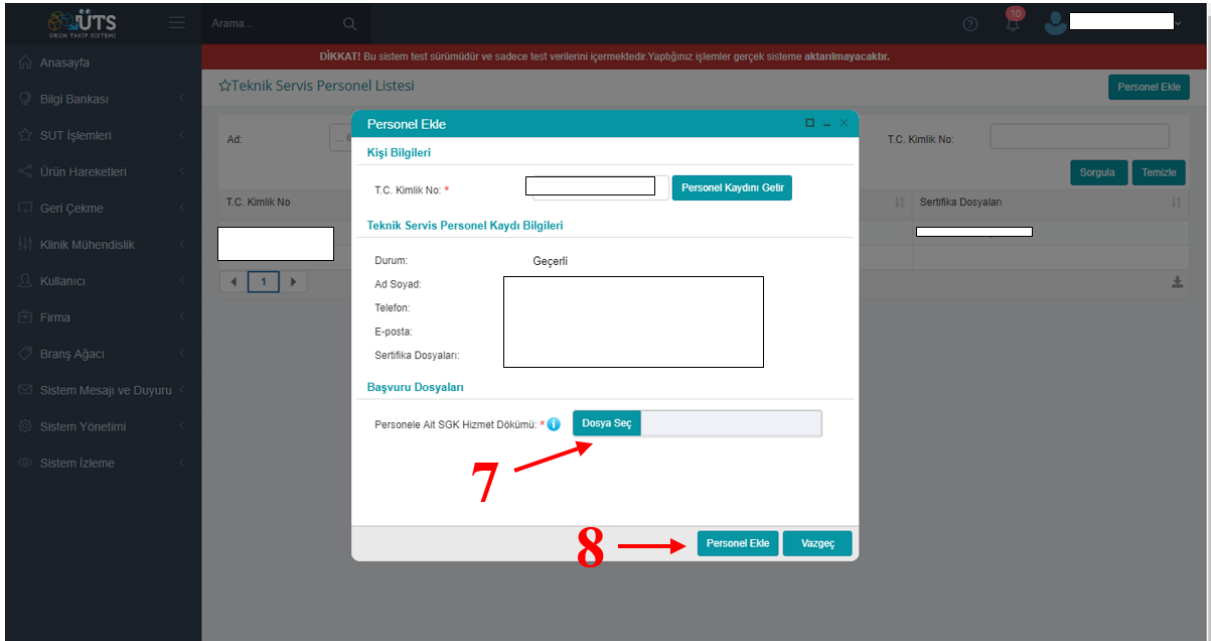 ÜTS
ÜRÜN TAKİP SİSTEMİ
Arama...
10
DİKKAT! Bu sistem test sürümüdür ve sadece test verilerini içermektedir.Yaptığınız işlemler gerçek sisteme aktarılmayacaktır.
Anasayfa
Bilgi Bankası
SUT İşlemleri
Ürün Hareketleri
Geri Çekme
Klinik Mühendislik
Kullanıcı
Firma
Branş Ağacı
Sistem Mesajı ve Duyuru
Sistem Yönetimi
Sistem İzleme
Teknik Servis Personel Listesi
Personel Ekle
Ad:
T.C. Kimlik No:
Sorgula
Temizle
T.C. Kimlik No
Sertifika Dosyaları
1
Personel Ekle
Kişi Bilgileri
T.C. Kimlik No: *
Personel Kaydını Getir
Teknik Servis Personel Kaydı Bilgileri
Durum: Geçerli
Ad Soyad:
Telefon:
E-posta:
Sertifika Dosyaları:
Başvuru Dosyaları
Personele Ait SGK Hizmet Dökümü: * Dosya Seç
7
8
Personel Ekle
Vazgeç